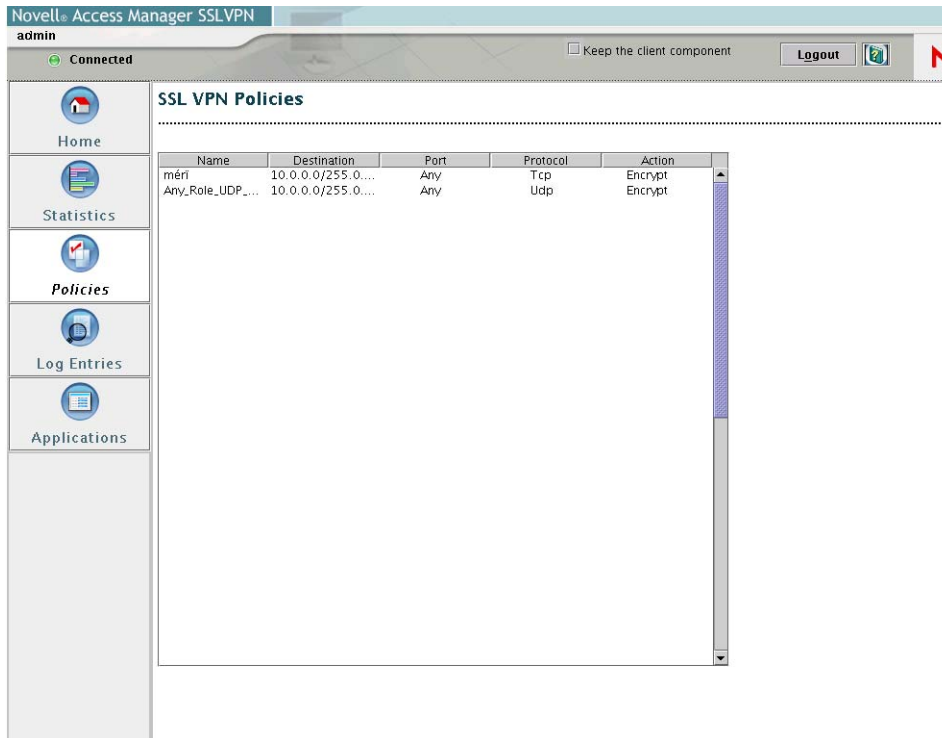 Novell® Access Manager SSLVPN
admin
Connected
Keep the client component
Logout
Home
Statistics
Policies
Log Entries
Applications
SSL VPN Policies
Name Destination Port Protocol Action
mérï 10.0.0.0/255.0.... Any Tcp Encrypt
Any_Role_UDP_... 10.0.0.0/255.0.... Any Udp Encrypt